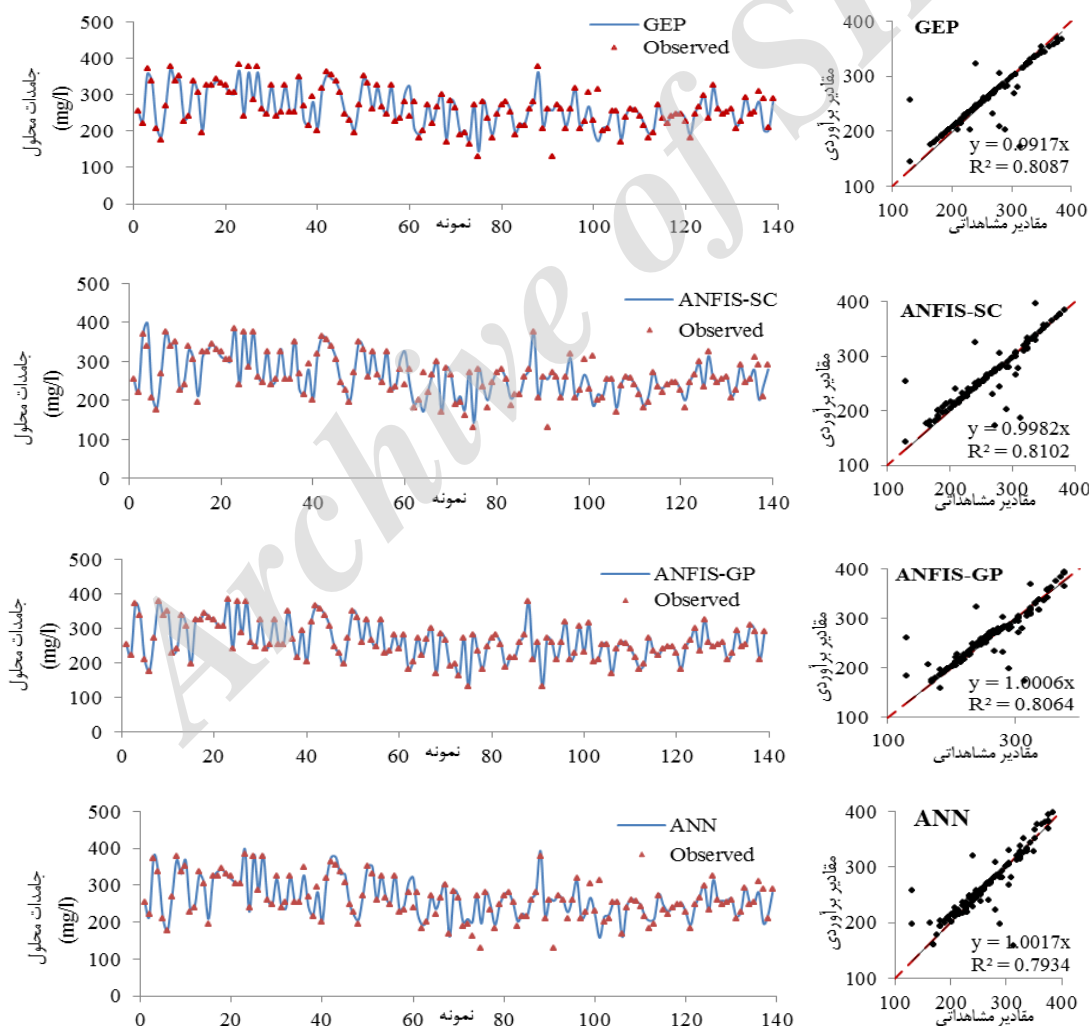 500
400
300
200
100
0
0
20
40
60
80
100
120
140
GEP
Observed
جامدات محلول
(mg/l)
نمونه
GEP
400
300
200
100
100
200
300
400
y = 0.9917x
R² = 0.8087
مقادیر برآوردی
مقادیر مشاهداتی
500
400
300
200
100
0
0
20
40
60
80
100
120
140
ANFIS-SC
Observed
جامدات محلول
(mg/l)
نمونه
ANFIS-SC
400
300
200
100
100
200
300
400
y = 0.9982x
R² = 0.8102
مقادیر برآوردی
مقادیر مشاهداتی
500
400
300
200
100
0
0
20
40
60
80
100
120
140
ANFIS-GP
Observed
جامدات محلول
(mg/l)
نمونه
ANFIS-GP
400
300
200
100
100
300
y = 1.0006x
R² = 0.8064
مقادیر برآوردی
مقادیر مشاهداتی
500
400
300
200
100
0
0
20
40
60
80
100
120
140
ANN
Observed
جامدات محلول
(mg/l)
نمونه
ANN
400
300
200
100
100
200
300
400
y = 1.0017x
R² = 0.7934
مقادیر برآوردی
مقادیر مشاهداتی
Archive of